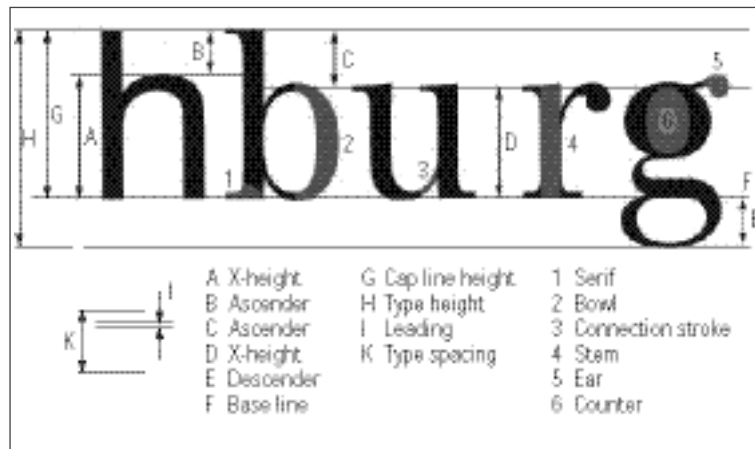 hburg
A X-height
B Ascender
C Ascender
D X-height
E Descender
F Base line
G Cap line height
H Type height
I Leading
K Type spacing
1 Serif
2 Bowl
3 Connection stroke
4 Stem
5 Ear
6 Counter
H
G
A
B
C
D
E
F
1
2
3
4
5
6
I
K